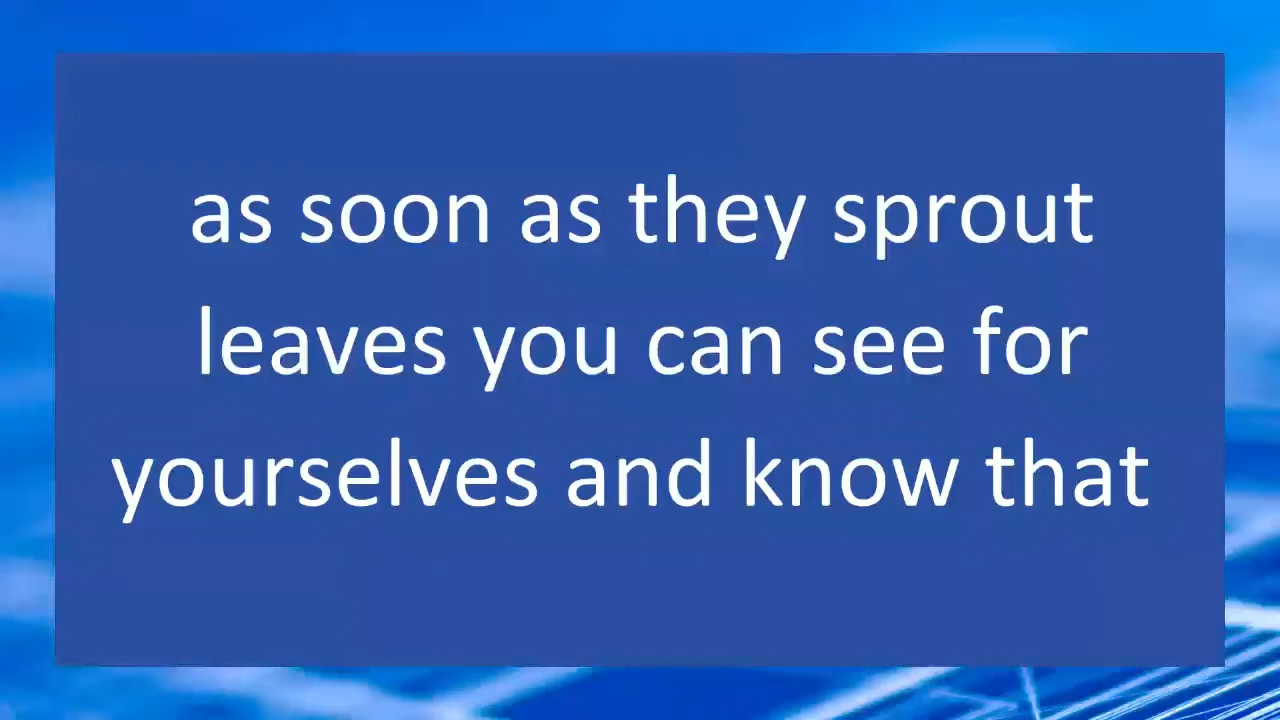 as soon as they sprout
leaves you can see for
yourselves and know that